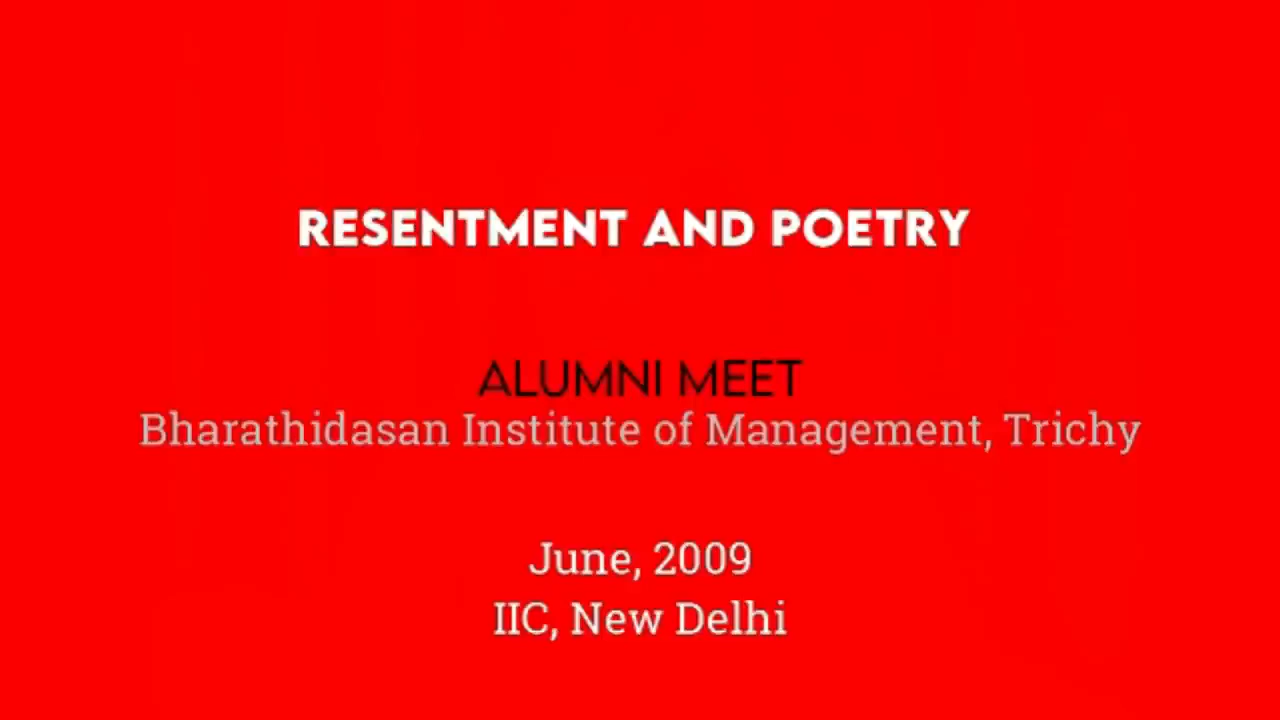 RESENTMENT AND POETRY
ALUMNI MEET
Bharathidasan Institute of Management, Trichy
June, 2009
IIC, New Delhi